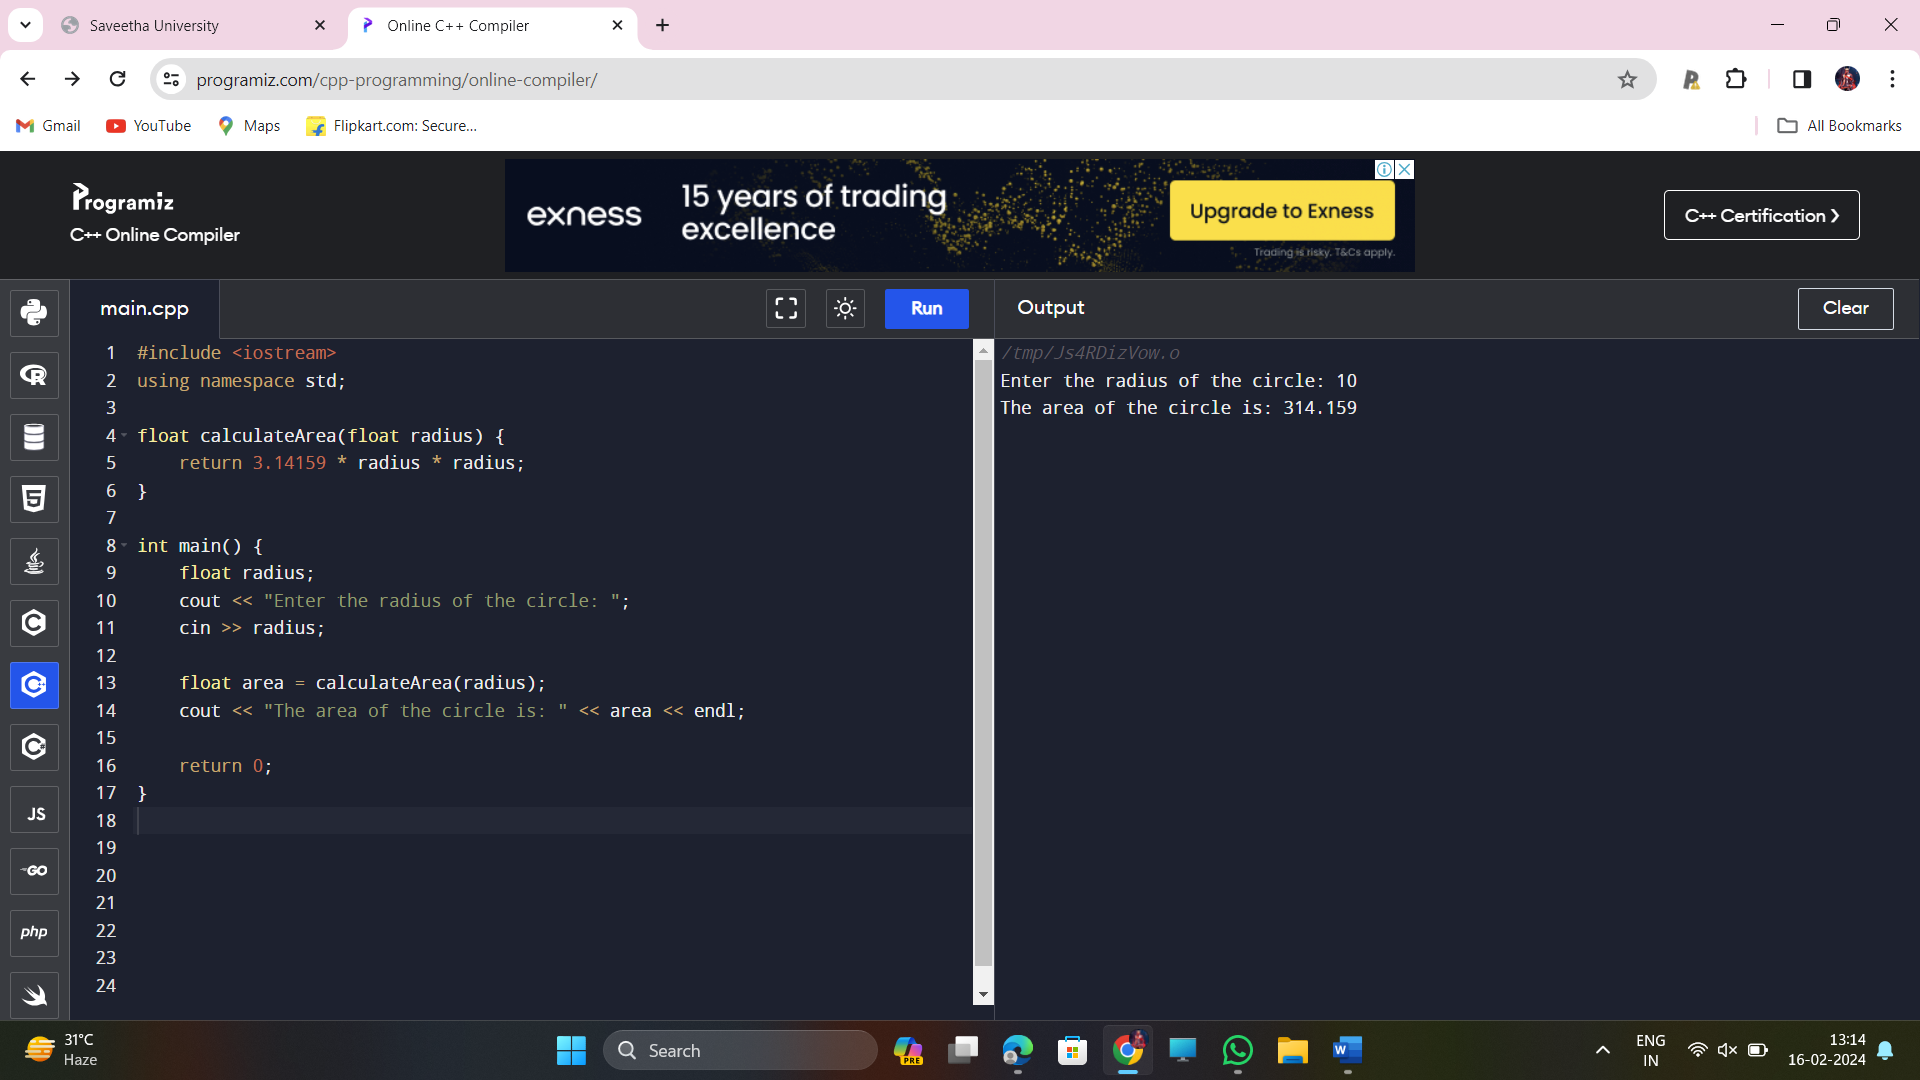 Saveetha University
Online C++ Compiler
programiz.com/cpp-programming/online-compiler/
Gmail
YouTube
Maps
Flipkart.com: Secure...
All Bookmarks
Programiz
C++ Online Compiler
exness
15 years of trading
excellence
Upgrade to Exness
Trading is risky. T&Cs apply.
C++ Certification ❯
main.cpp
Run
Output
Clear
1 #include <iostream>
2 using namespace std;
3
4 float calculateArea(float radius) {
5     return 3.14159 * radius * radius;
6 }
7
8 int main() {
9     float radius;
10     cout << "Enter the radius of the circle: ";
11     cin >> radius;
12
13     float area = calculateArea(radius);
14     cout << "The area of the circle is: " << area << endl;
15
16     return 0;
17 }
18
19
20
21
22
23
24
/tmp/Js4RDizVow.o
Enter the radius of the circle: 10
The area of the circle is: 314.159
R
5
C
C
C
JS
GO
php
31°C
Haze
Search
PRE
W
ENG
IN
13:14
16-02-2024